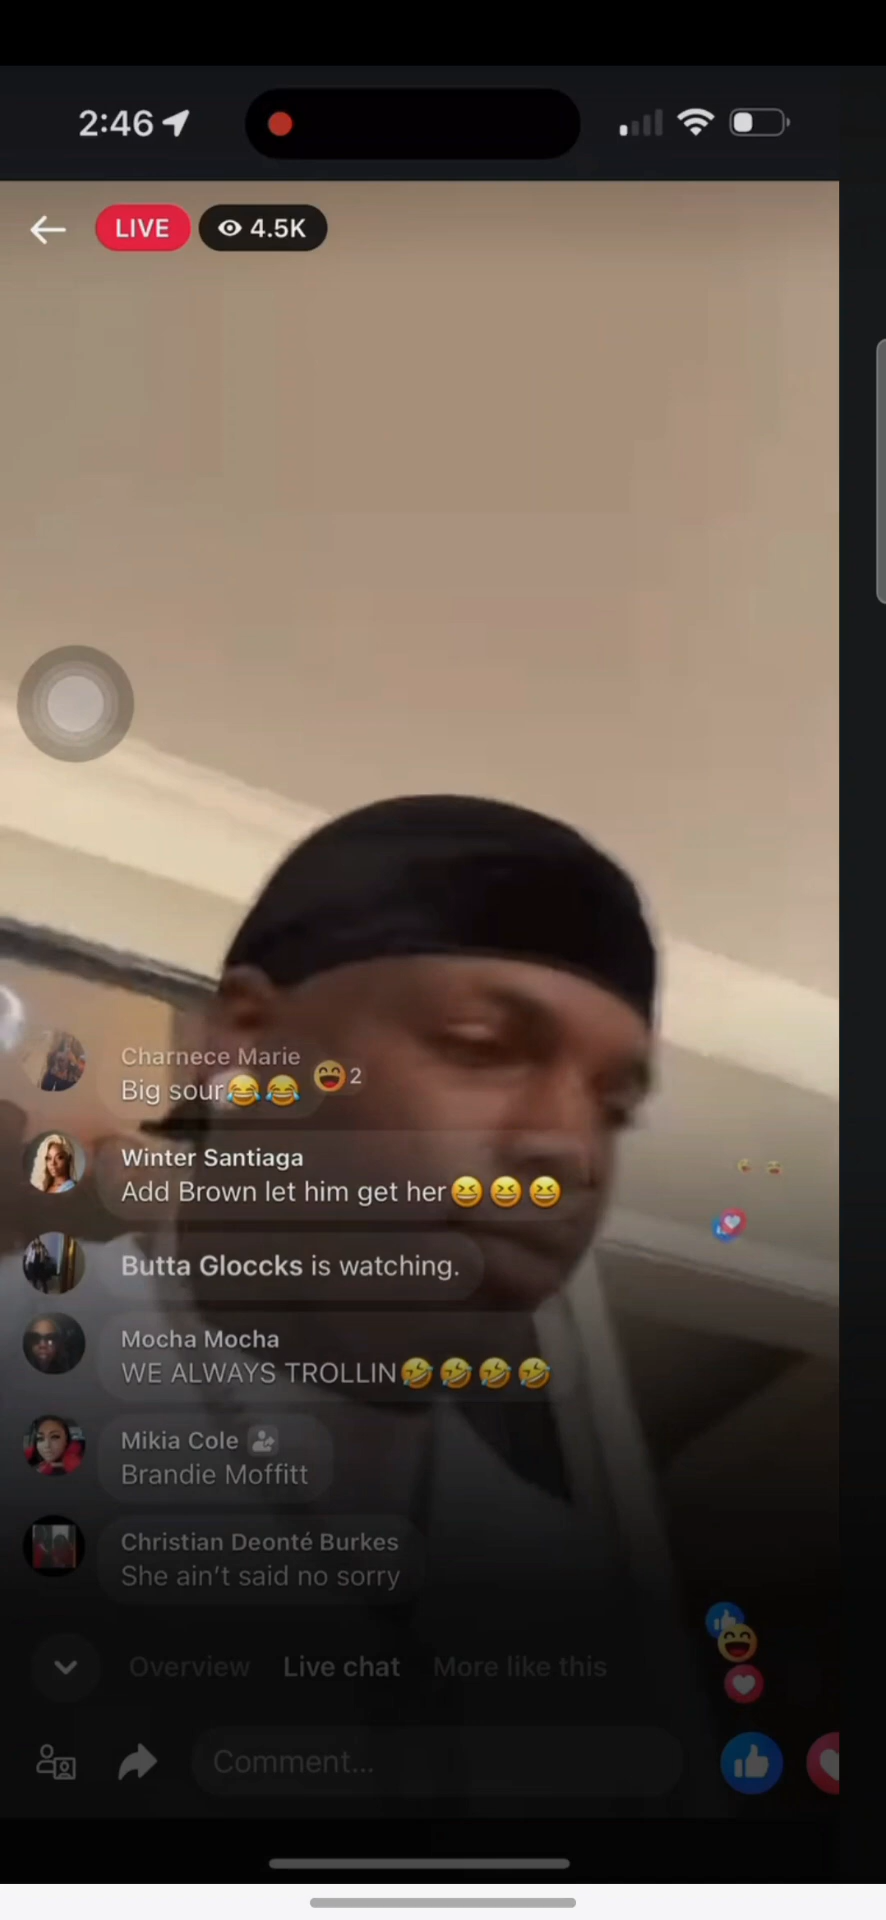 2:46
LIVE 4.5K
Charnece Marie
Big sour😂😂 😄 2
Winter Santiaga
Add Brown let him get her😆😆😆
Butta Gloccks is watching.
Mocha Mocha
WE ALWAYS TROLLIN🤣🤣🤣🤣
Mikia Cole
Brandie Moffitt
Christian Deonté Burkes
She ain't said no sorry
Overview Live chat More like this
Comment...